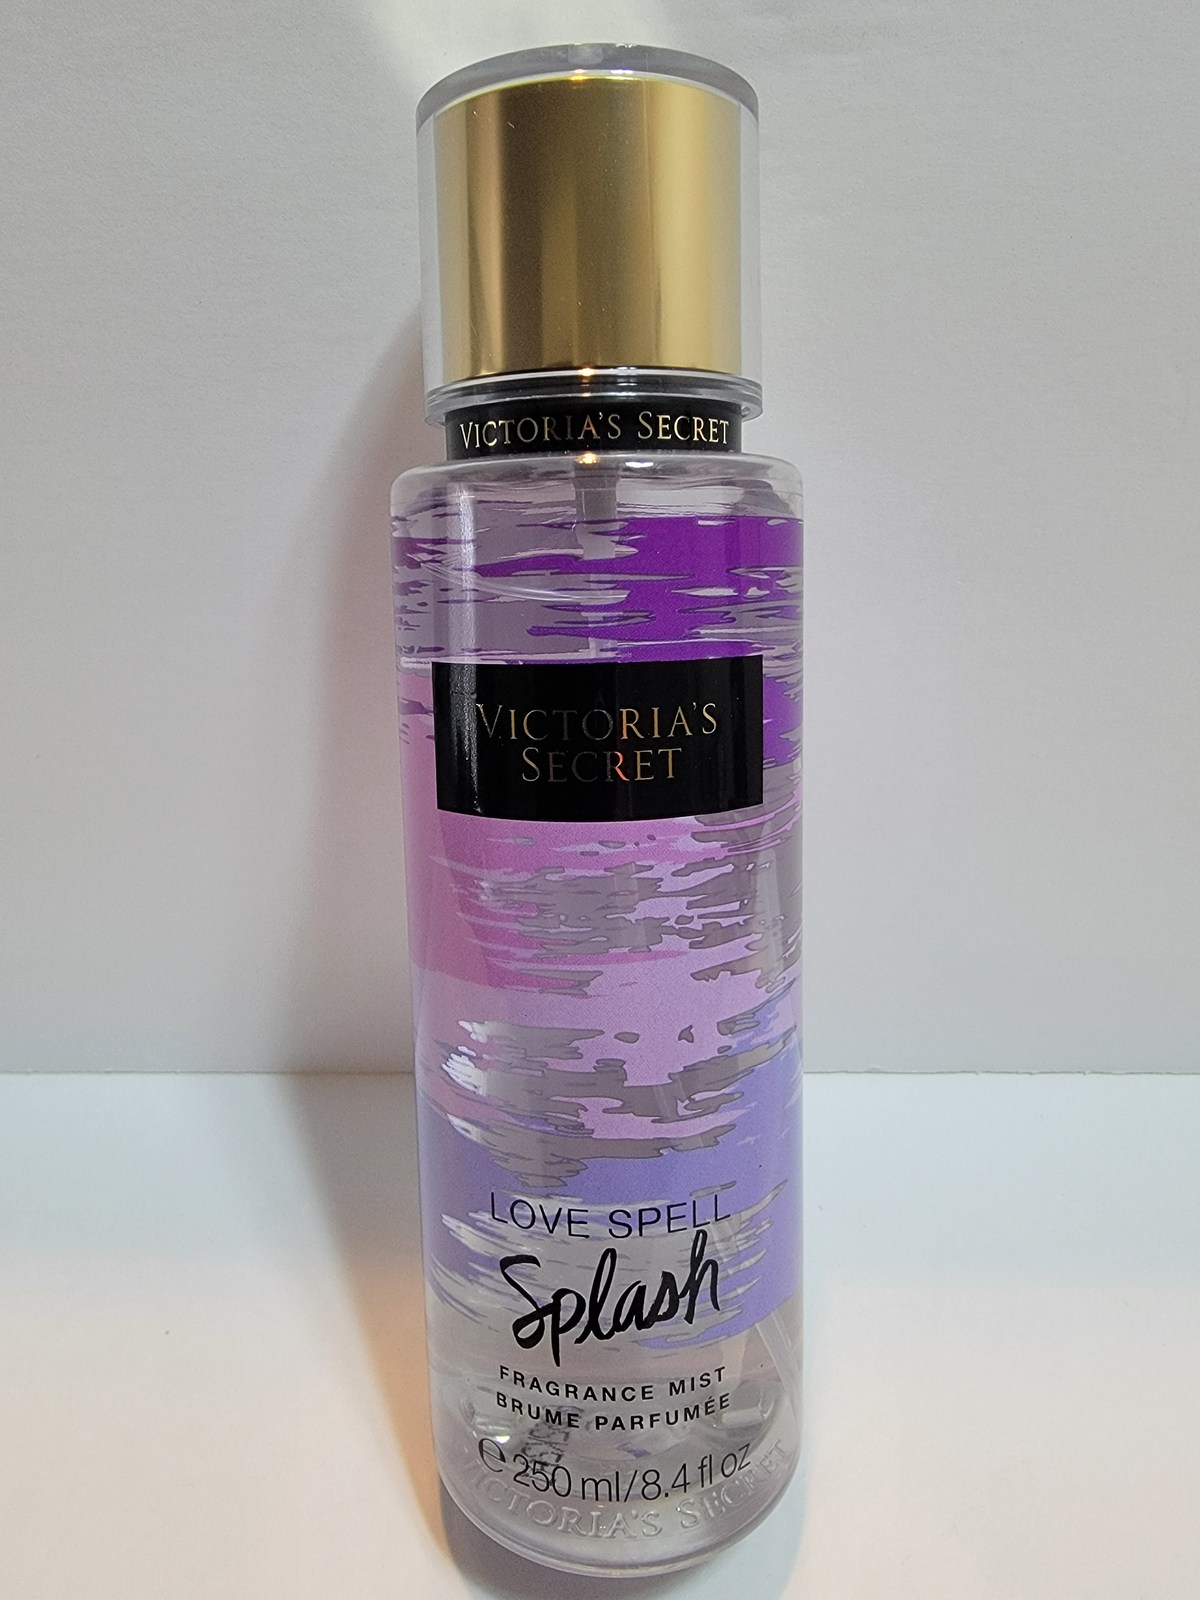 VICTORIA'S SECRET
VICTORIA'S
SECRET
LOVE SPELL
Splash
FRAGRANCE MIST
BRUME PARFUMÉE
℮ 250 ml/8.4 fl oz
VICTORIA'S SECRET